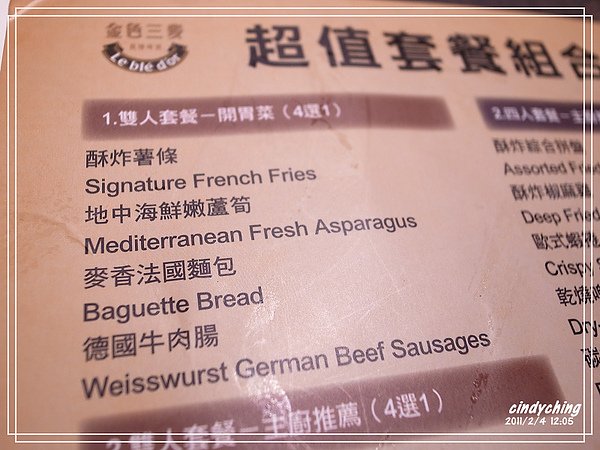 金色三麥
Le blé d'or
超值套餐組合
1.雙人套餐－開胃菜（4選1）
酥炸薯條
Signature French Fries
地中海鮮嫩蘆筍
Mediterranean Fresh Asparagus
麥香法國麵包
Baguette Bread
德國牛肉腸
Weisswurst German Beef Sausages
2.雙人套餐－主廚推薦（4選1）
2.四人套餐－主
酥炸綜合拼盤
Assorted Fried
酥炸椒麻雞
Deep Fried
歐式蝦捲
Crispy
乾燒
Dry-
cindyching
2011/2/4 12:05